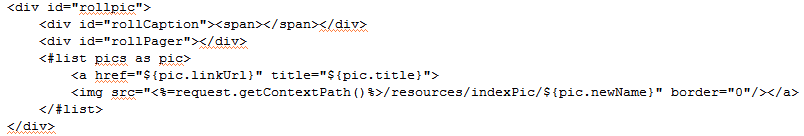 <div id="rollpic">
    <div id="rollCaption"><span></span></div>
    <div id="rollPager"></div>
    <#list pics as pic>
        <a href="${pic.linkUrl}" title="${pic.title}">
        <img src="<%=request.getContextPath()%>/resources/indexPic/${pic.newName}" border="0"/></a>
    </#list>
</div>